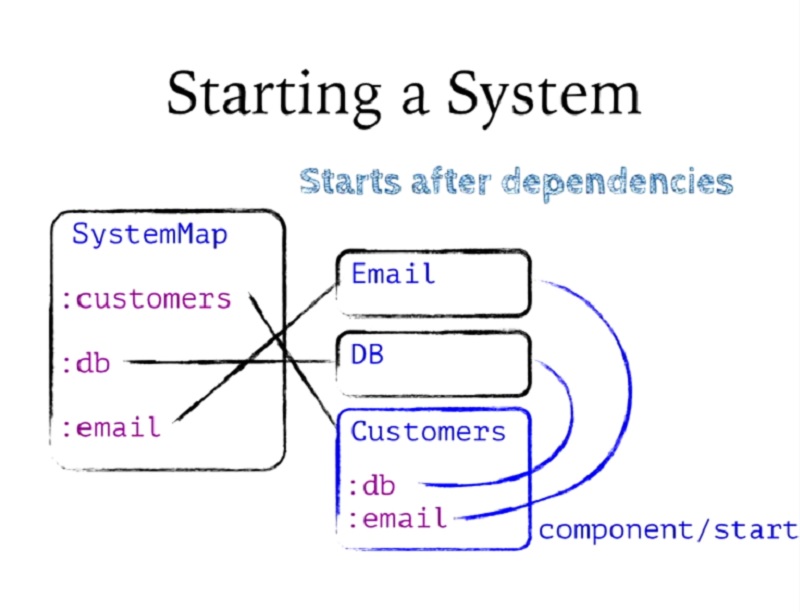 Starting a System
Starts after dependencies
SystemMap
:customers
:db
:email
Email
DB
Customers
:db
:email
component/start